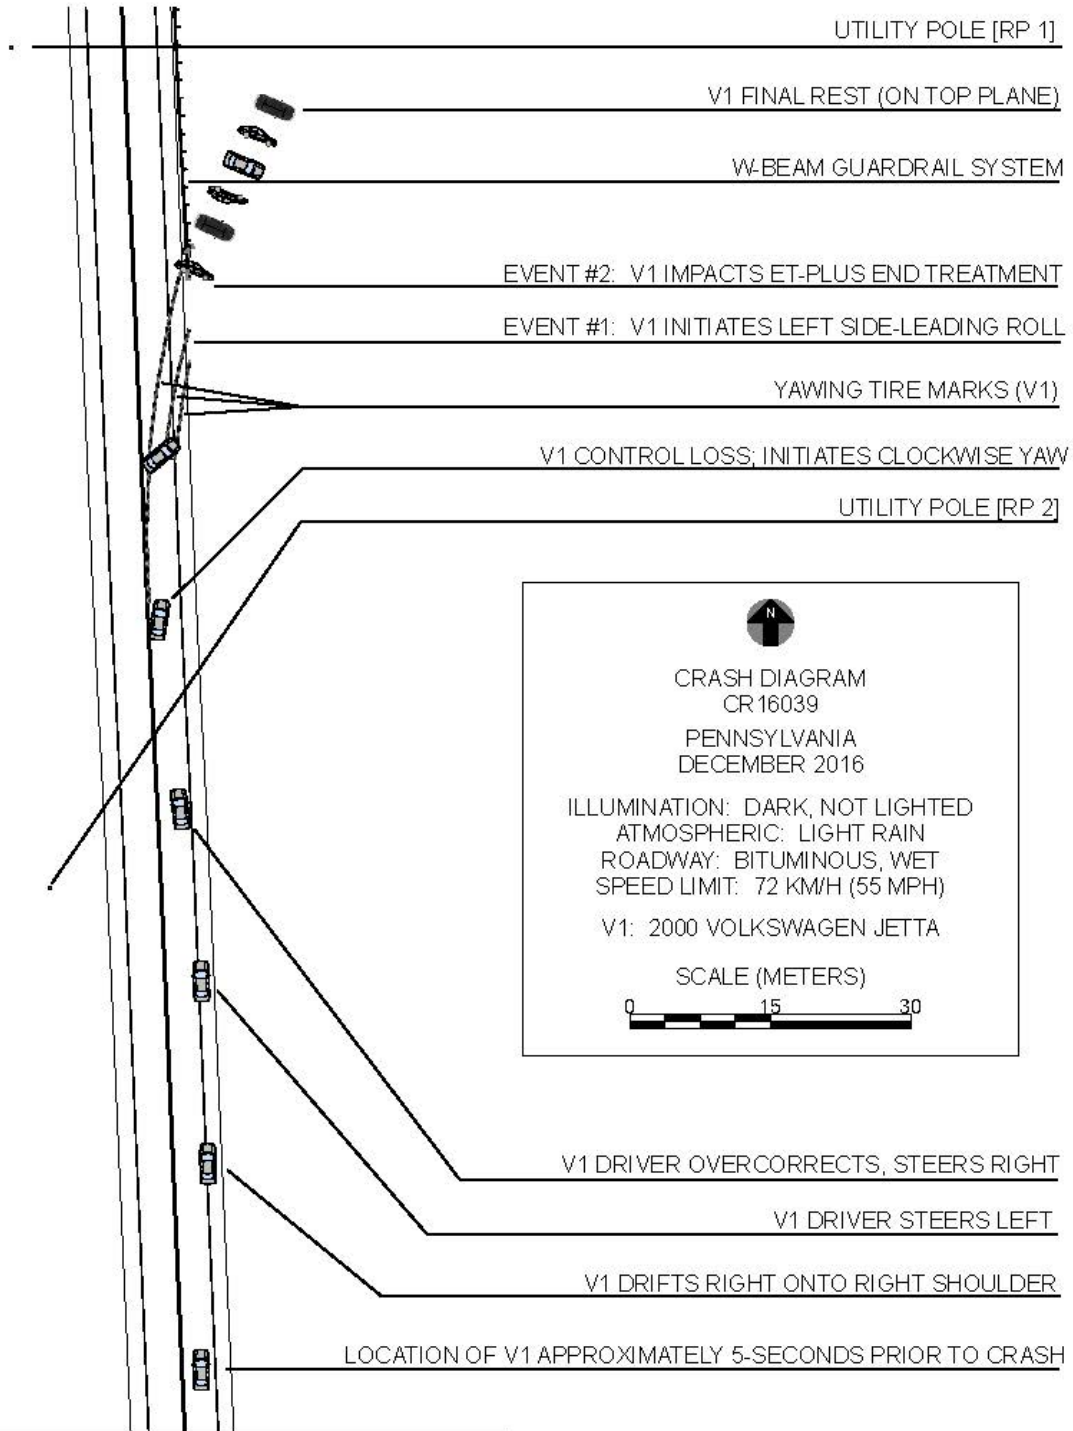 UTILITY POLE [RP 1]
V1 FINAL REST (ON TOP PLANE)
W-BEAM GUARDRAIL SYSTEM
EVENT #2: V1 IMPACTS ET-PLUS END TREATMENT
EVENT #1: V1 INITIATES LEFT SIDE-LEADING ROLL
YAWING TIRE MARKS (V1)
V1 CONTROL LOSS; INITIATES CLOCKWISE YAW
UTILITY POLE [RP 2]
N
CRASH DIAGRAM
CR16039
PENNSYLVANIA
DECEMBER 2016
ILLUMINATION: DARK, NOT LIGHTED
ATMOSPHERIC: LIGHT RAIN
ROADWAY: BITUMINOUS, WET
SPEED LIMIT: 72 KM/H (55 MPH)
V1: 2000 VOLKSWAGEN JETTA
SCALE (METERS)
0 15 30
V1 DRIVER OVERCORRECTS, STEERS RIGHT
V1 DRIVER STEERS LEFT
V1 DRIFTS RIGHT ONTO RIGHT SHOULDER
LOCATION OF V1 APPROXIMATELY 5-SECONDS PRIOR TO CRASH